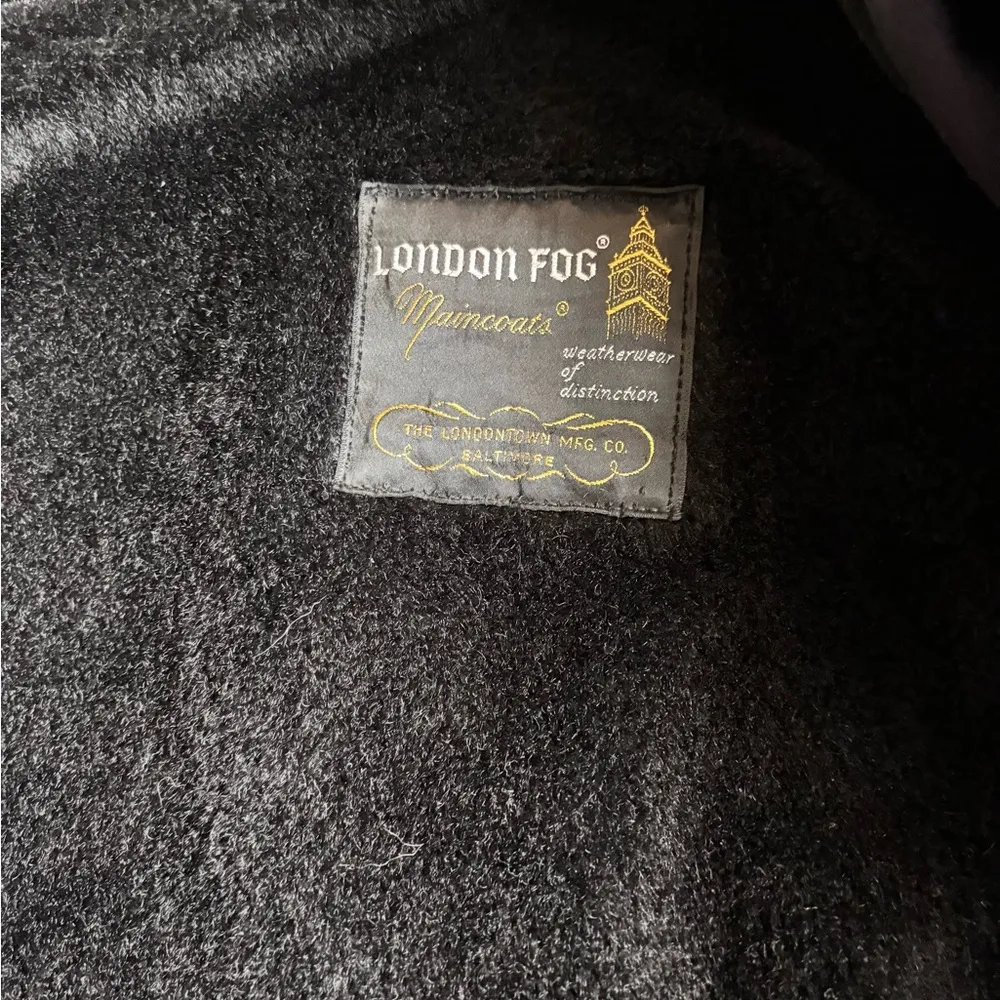 LONDON FOG®
Maincoats®
weatherwear
of
distinction
THE LONDONTOWN MFG. CO.
BALTIMORE